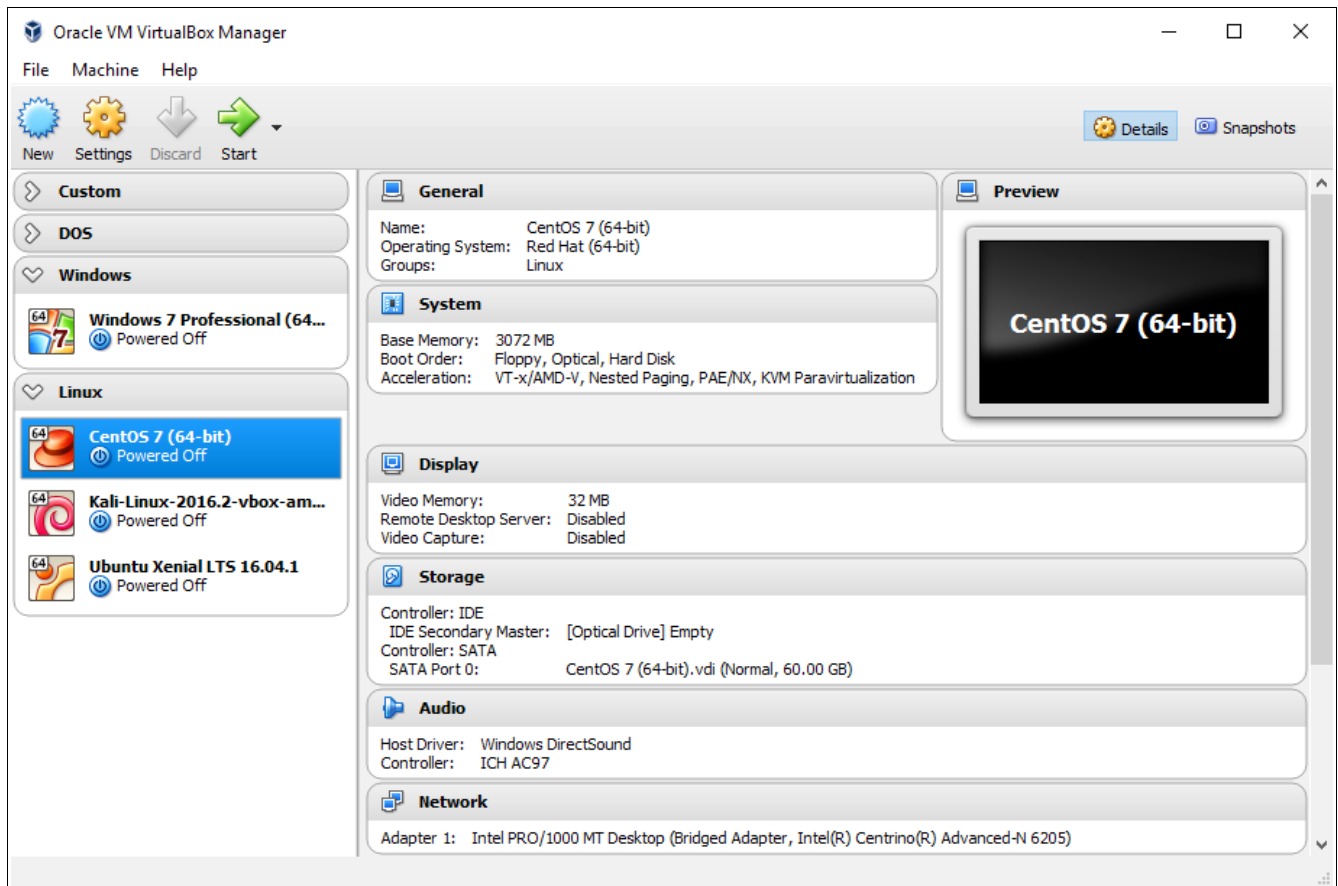 Oracle VM VirtualBox Manager
File Machine Help
New Settings Discard Start
Details Snapshots
Custom
DOS
Windows
64
7
Windows 7 Professional (64...
Powered Off
Linux
64
CentOS 7 (64-bit)
Powered Off
64
Kali-Linux-2016.2-vbox-am...
Powered Off
64
Ubuntu Xenial LTS 16.04.1
Powered Off
General
Name: CentOS 7 (64-bit)
Operating System: Red Hat (64-bit)
Groups: Linux
System
Base Memory: 3072 MB
Boot Order: Floppy, Optical, Hard Disk
Acceleration: VT-x/AMD-V, Nested Paging, PAE/NX, KVM Paravirtualization
Preview
CentOS 7 (64-bit)
Display
Video Memory: 32 MB
Remote Desktop Server: Disabled
Video Capture: Disabled
Storage
Controller: IDE
IDE Secondary Master: [Optical Drive] Empty
Controller: SATA
SATA Port 0: CentOS 7 (64-bit).vdi (Normal, 60.00 GB)
Audio
Host Driver: Windows DirectSound
Controller: ICH AC97
Network
Adapter 1: Intel PRO/1000 MT Desktop (Bridged Adapter, Intel(R) Centrino(R) Advanced-N 6205)